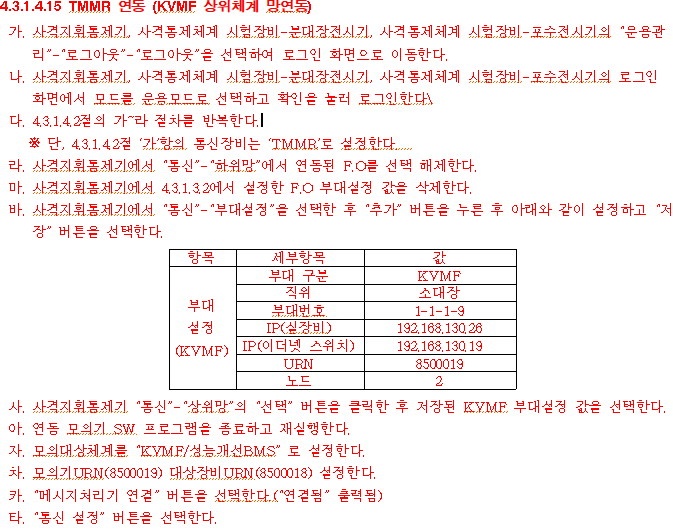 4.3.1.4.15 TMMR 연동 (KVMF 상위체계 망연동)
가. 사격지휘통제기, 사격통제체계 시험장비-분대장전시기, 사격통제체계 시험장비-포수전시기의 "운용관
리"-"로그아웃"-"로그아웃"을 선택하여 로그인 화면으로 이동한다.
나. 사격지휘통제기, 사격통제체계 시험장비-분대장전시기, 사격통제체계 시험장비-포수전시기의 로그인
화면에서 모드를 운용모드로 선택하고 확인을 눌러 로그인한다\
다. 4.3.1.4.2절의 가~라 절차를 반복한다.
※ 단, 4.3.1.4.2절 '가'항의 통신장비는 'TMMR'로 설정한다.
라. 사격지휘통제기에서 "통신"-"하위망"에서 연동된 F.O를 선택 해제한다.
마. 사격지휘통제기에서 4.3.1.3.2에서 설정한 F.O 부대설정 값을 삭제한다.
바. 사격지휘통제기에서 "통신"-"부대설정"을 선택한 후 "추가" 버튼을 누른 후 아래와 같이 설정하고 "저
장" 버튼을 선택한다.
항목 세부항목 값
부대 설정 (KVMF)
부대 구분 KVMF
직위 소대장
부대번호 1-1-1-9
IP(실장비) 192.168.130.26
IP(이더넷 스위치) 192.168.130.19
URN 8500019
노드 2
사. 사격지휘통제기 "통신"-"상위망"의 "선택" 버튼을 클릭한 후 저장된 KVMF 부대설정 값을 선택한다.
아. 연동 모의기 SW 프로그램을 종료하고 재실행한다.
자. 모의대상체계를 "KVMF/성능개선BMS" 로 설정한다.
차. 모의기URN(8500019) 대상장비URN(8500018) 설정한다.
카. "메시지처리기 연결" 버튼을 선택한다.("연결됨" 출력됨)
타. "통신 설정" 버튼을 선택한다.